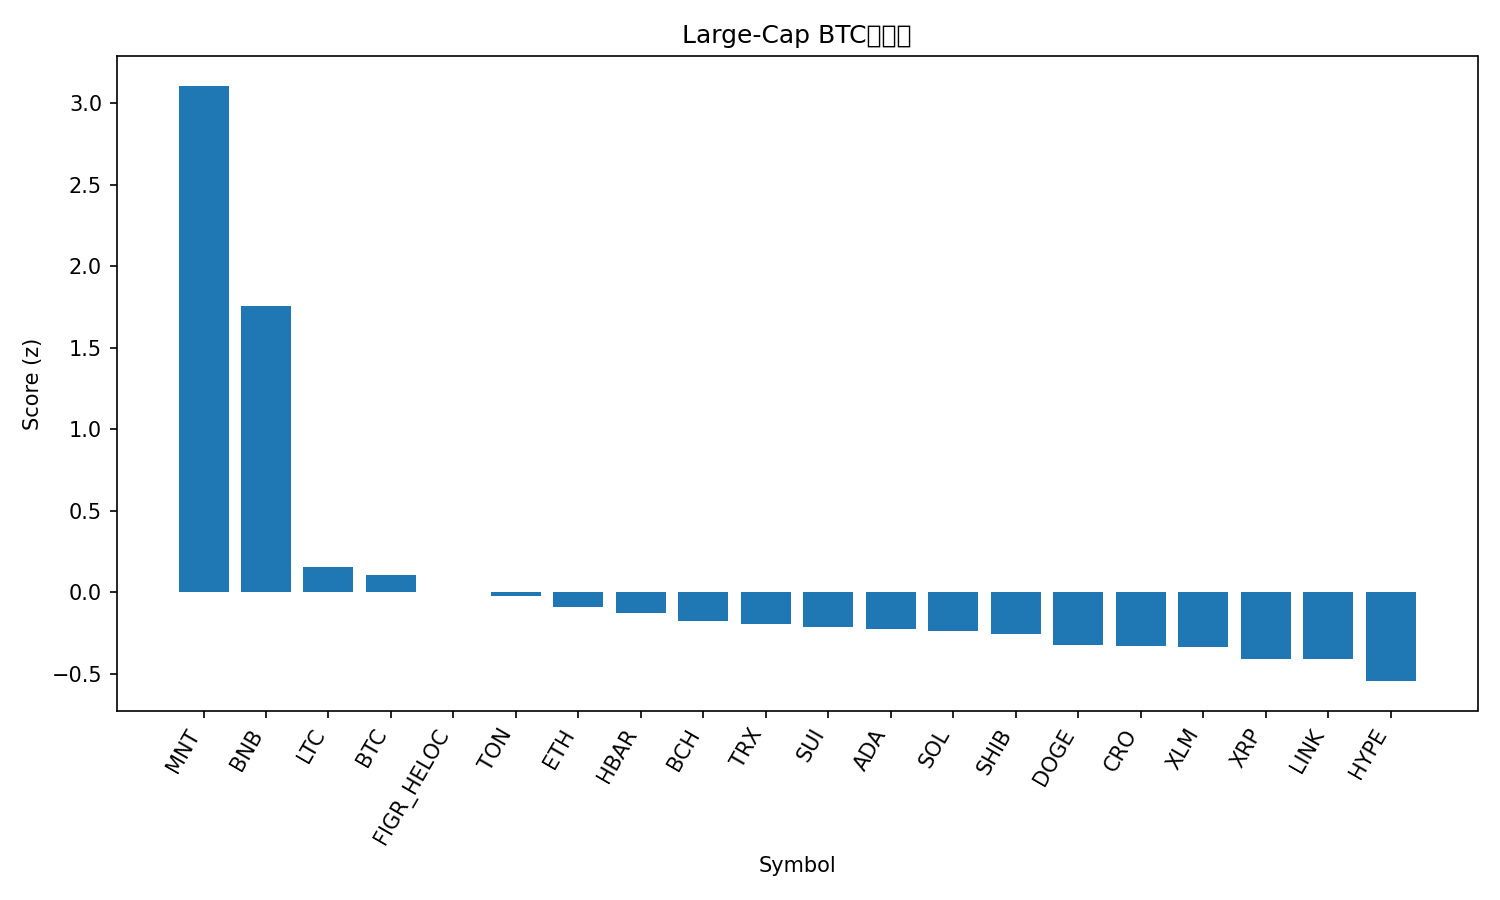 Large-Cap BTC
Score (z)
3.0
2.5
2.0
1.5
1.0
0.5
0.0
−0.5
MNT
BNB
LTC
BTC
FIGR_HELOC
TON
ETH
HBAR
BCH
TRX
SUI
ADA
SOL
SHIB
DOGE
CRO
XLM
XRP
LINK
HYPE
Symbol